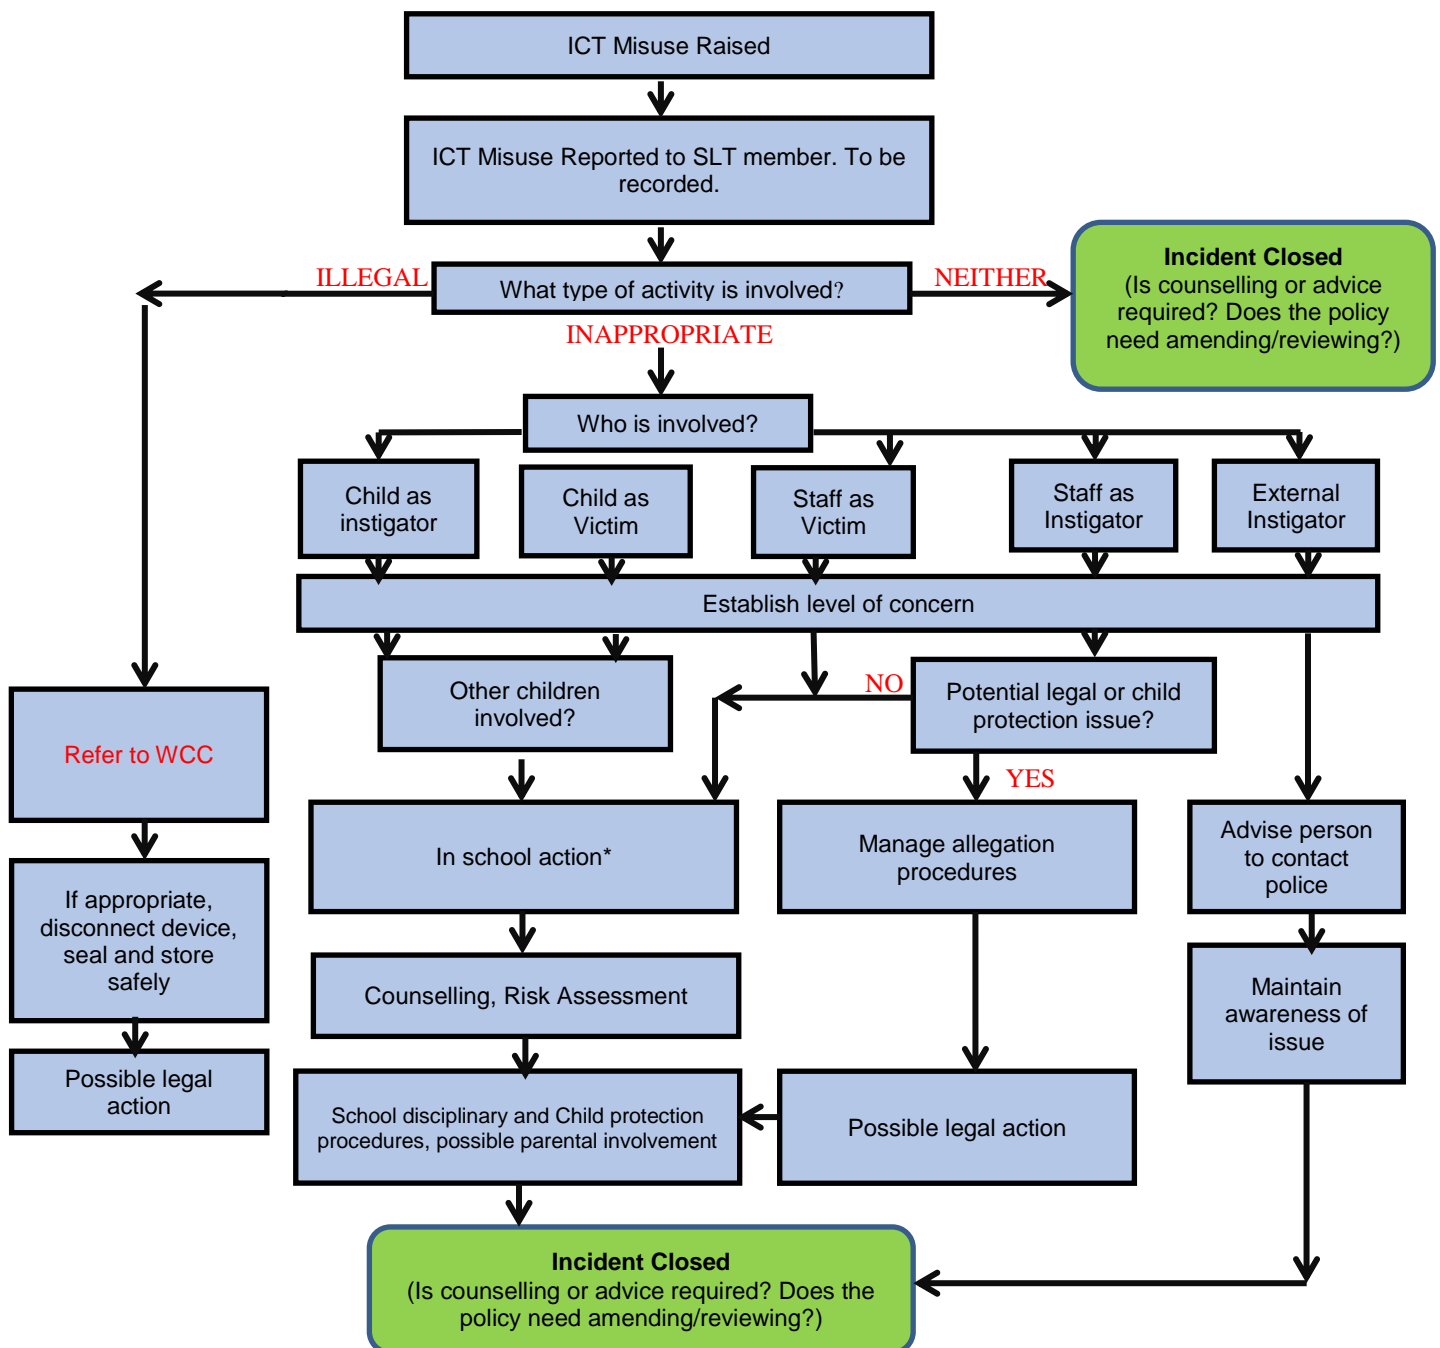 ICT Misuse Raised
ICT Misuse Reported to SLT member. To be
recorded.
ILLEGAL
What type of activity is involved?
NEITHER
Incident Closed
(Is counselling or advice
required? Does the policy
need amending/reviewing?)
INAPPROPRIATE
Who is involved?
Child as
instigator
Child as
Victim
Staff as
Victim
Staff as
Instigator
External
Instigator
Establish level of concern
Other children
involved?
NO
Potential legal or child
protection issue?
Refer to WCC
YES
In school action*
Manage allegation
procedures
Advise person
to contact
police
If appropriate,
disconnect device,
seal and store
safely
Counselling, Risk Assessment
Maintain
awareness of
issue
Possible legal
action
School disciplinary and Child protection
procedures, possible parental involvement
Possible legal action
Incident Closed
(Is counselling or advice required? Does the
policy need amending/reviewing?)